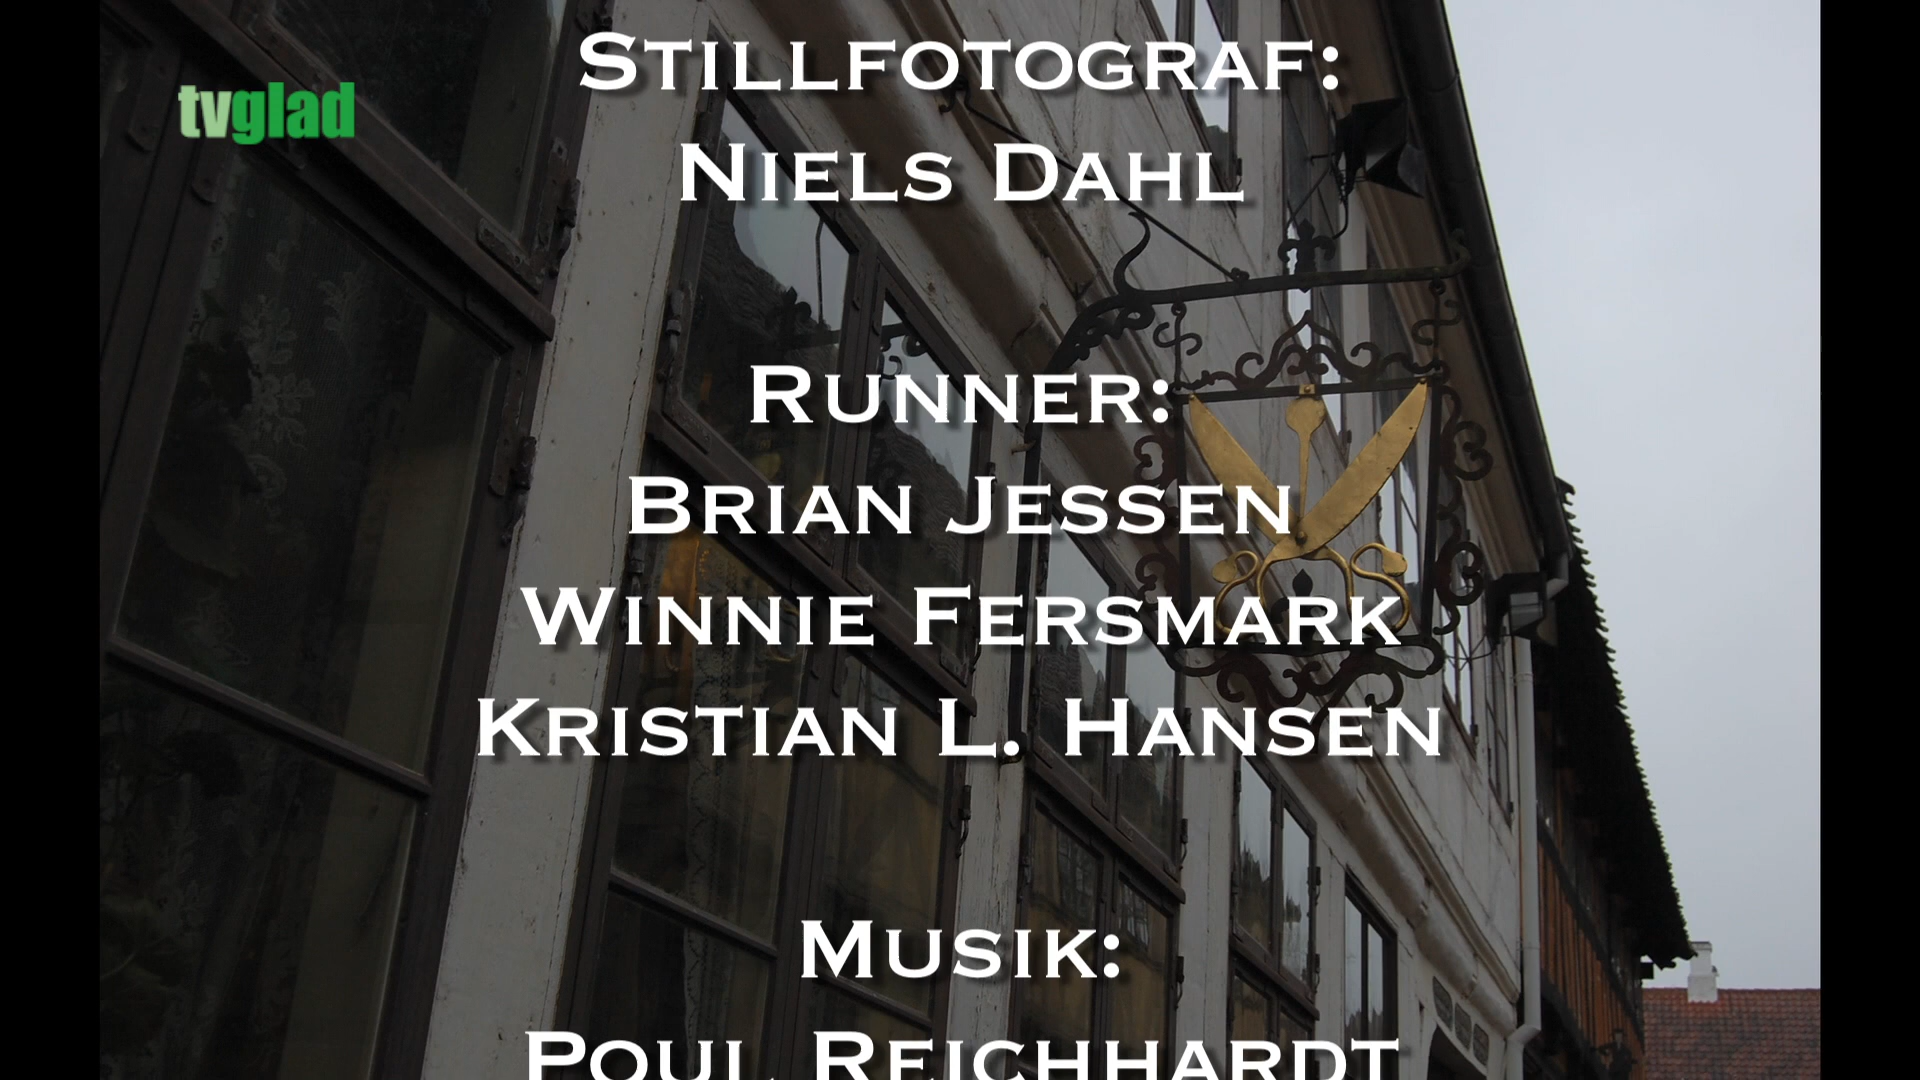 tvglad
STILLFOTOGRAF:
NIELS DAHL
RUNNER:
BRIAN JESSEN
WINNIE FERSMARK
KRISTIAN L. HANSEN
MUSIK:
POUL REICHHARDT